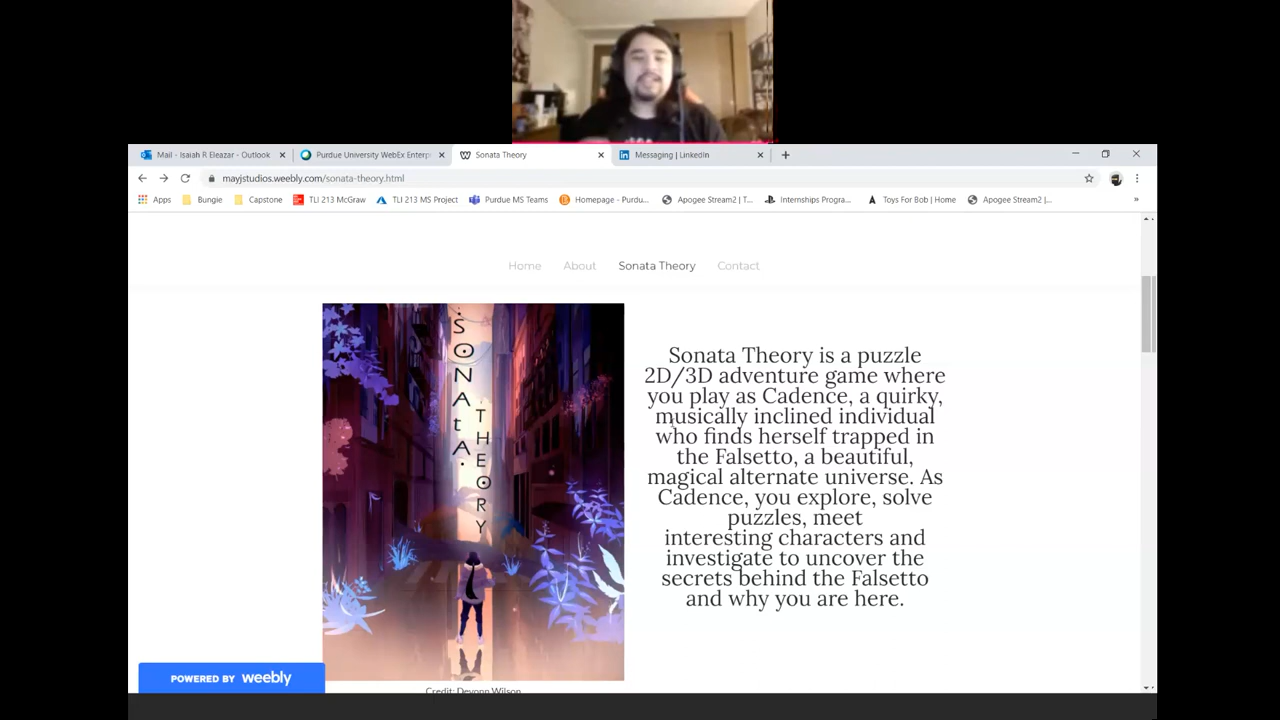 Mail - Isaiah R Eleazar - Outlook
Purdue University WebEx Enterp
Sonata Theory
Messaging | LinkedIn
mayjstudios.weebly.com/sonata-theory.html
Apps
Bungie
Capstone
TLI 213 McGraw
TLI 213 MS Project
Purdue MS Teams
Homepage - Purdu...
Apogee Stream2 | T...
Internships Progra...
Toys For Bob | Home
Apogee Stream2 |...
»
Home
About
Sonata Theory
Contact
SONAtA
THEORY
Sonata Theory is a puzzle
2D/3D adventure game where
you play as Cadence, a quirky,
musically inclined individual
who finds herself trapped in
the Falsetto, a beautiful,
magical alternate universe. As
Cadence, you explore, solve
puzzles, meet
interesting characters and
investigate to uncover the
secrets behind the Falsetto
and why you are here.
POWERED BY weebly
Credit: Devonn Wilson